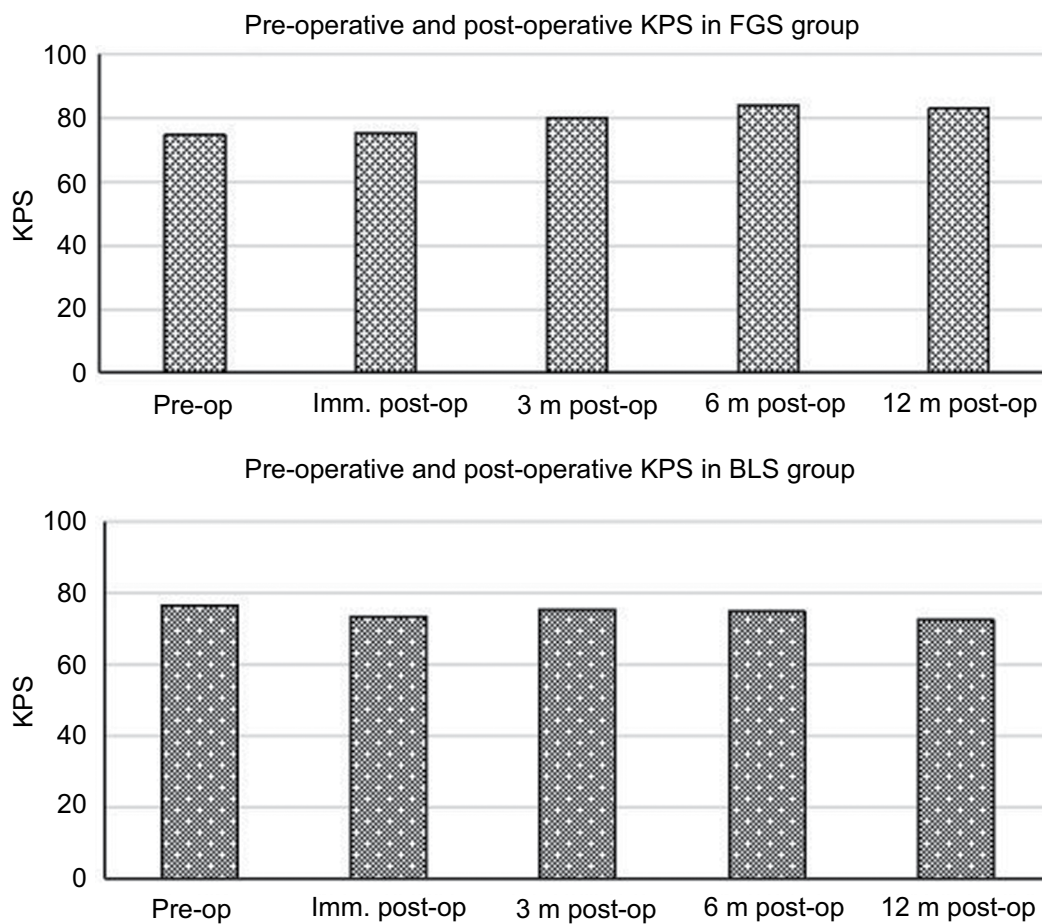 Pre-operative and post-operative KPS in FGS group
100
80
60
40
20
0
KPS
Pre-op
Imm. post-op
3 m post-op
6 m post-op
12 m post-op
Pre-operative and post-operative KPS in BLS group
100
80
60
40
20
0
KPS
Pre-op
Imm. post-op
3 m post-op
6 m post-op
12 m post-op